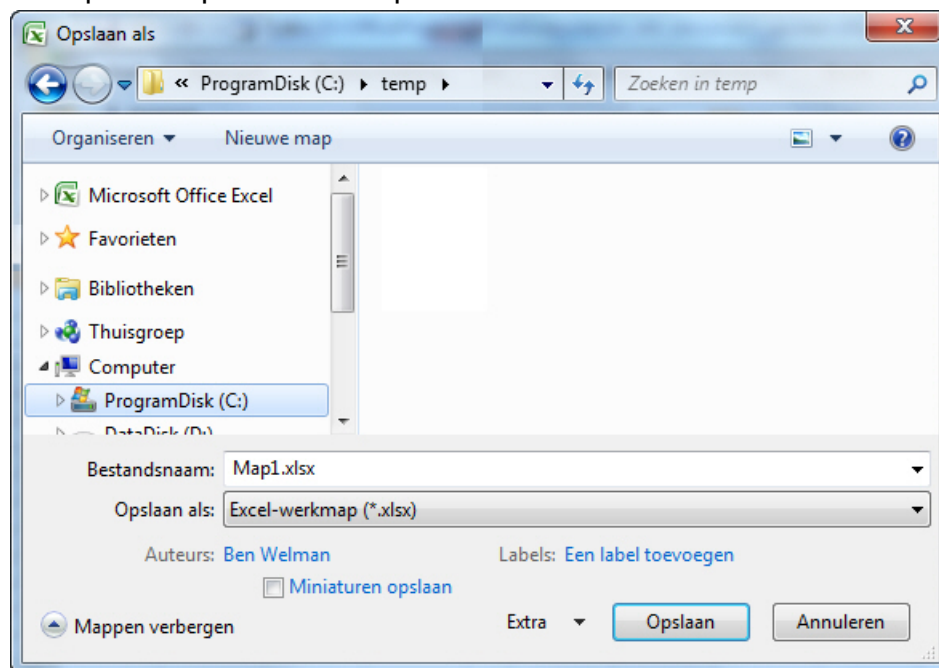 Opslaan als
« ProgramDisk (C:) temp Zoeken in temp
Organiseren Nieuwe map
Microsoft Office Excel
Favorieten
Bibliotheken
Thuisgroep
Computer
ProgramDisk (C:)
DataDisk (D:)
Bestandsnaam: Map1.xlsx
Opslaan als: Excel-werkmap (*.xlsx)
Auteurs: Ben Welman Labels: Een label toevoegen
Miniaturen opslaan
Mappen verbergen Extra Opslaan Annuleren